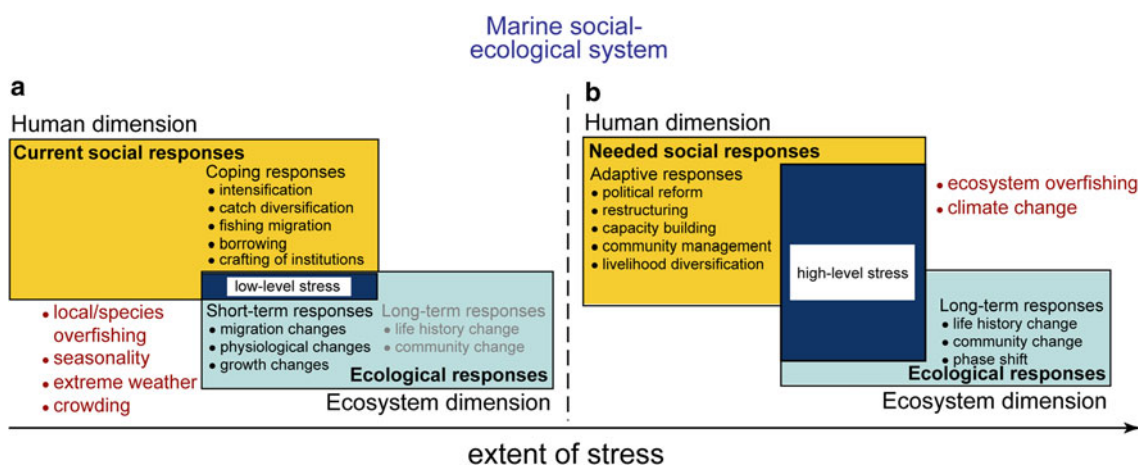 Marine social-
ecological system
a
Human dimension
Current social responses
Coping responses
• intensification
• catch diversification
• fishing migration
• borrowing
• crafting of institutions
low-level stress
• local/species
overfishing
• seasonality
• extreme weather
• crowding
Short-term responses
• migration changes
• physiological changes
• growth changes
Long-term responses
• life history change
• community change
Ecological responses
Ecosystem dimension
b
Human dimension
Needed social responses
Adaptive responses
• political reform
• restructuring
• capacity building
• community management
• livelihood diversification
high-level stress
• ecosystem overfishing
• climate change
Long-term responses
• life history change
• community change
• phase shift
Ecological responses
Ecosystem dimension
extent of stress